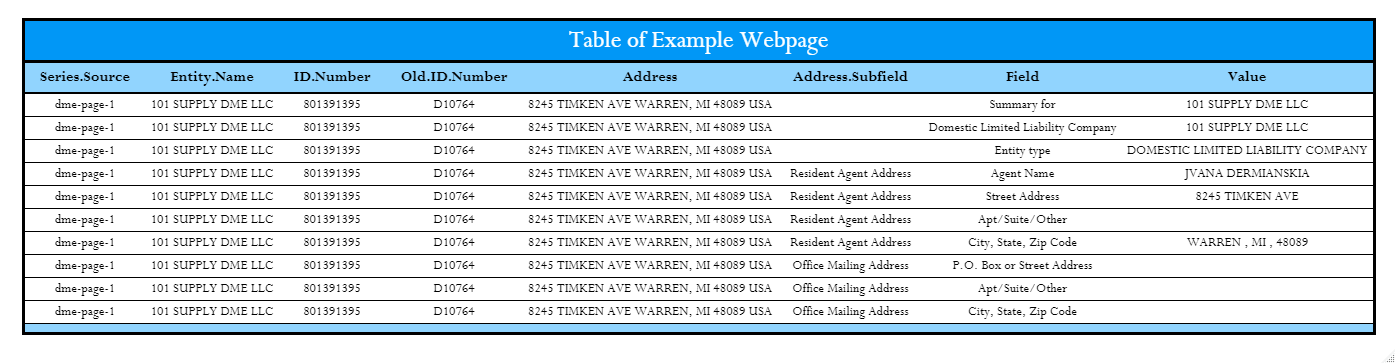 Table of Example Webpage
Series.Source Entity.Name ID.Number Old.ID.Number Address Address.Subfield Field Value
dme-page-1 101 SUPPLY DME LLC 801391395 D10764 8245 TIMKEN AVE WARREN, MI 48089 USA Summary for 101 SUPPLY DME LLC
dme-page-1 101 SUPPLY DME LLC 801391395 D10764 8245 TIMKEN AVE WARREN, MI 48089 USA Domestic Limited Liability Company 101 SUPPLY DME LLC
dme-page-1 101 SUPPLY DME LLC 801391395 D10764 8245 TIMKEN AVE WARREN, MI 48089 USA Entity type DOMESTIC LIMITED LIABILITY COMPANY
dme-page-1 101 SUPPLY DME LLC 801391395 D10764 8245 TIMKEN AVE WARREN, MI 48089 USA Resident Agent Address Agent Name JVANA DERMIANSKIA
dme-page-1 101 SUPPLY DME LLC 801391395 D10764 8245 TIMKEN AVE WARREN, MI 48089 USA Resident Agent Address Street Address 8245 TIMKEN AVE
dme-page-1 101 SUPPLY DME LLC 801391395 D10764 8245 TIMKEN AVE WARREN, MI 48089 USA Resident Agent Address Apt/Suite/Other
dme-page-1 101 SUPPLY DME LLC 801391395 D10764 8245 TIMKEN AVE WARREN, MI 48089 USA Resident Agent Address City, State, Zip Code WARREN , MI , 48089
dme-page-1 101 SUPPLY DME LLC 801391395 D10764 8245 TIMKEN AVE WARREN, MI 48089 USA Office Mailing Address P.O. Box or Street Address
dme-page-1 101 SUPPLY DME LLC 801391395 D10764 8245 TIMKEN AVE WARREN, MI 48089 USA Office Mailing Address Apt/Suite/Other
dme-page-1 101 SUPPLY DME LLC 801391395 D10764 8245 TIMKEN AVE WARREN, MI 48089 USA Office Mailing Address City, State, Zip Code